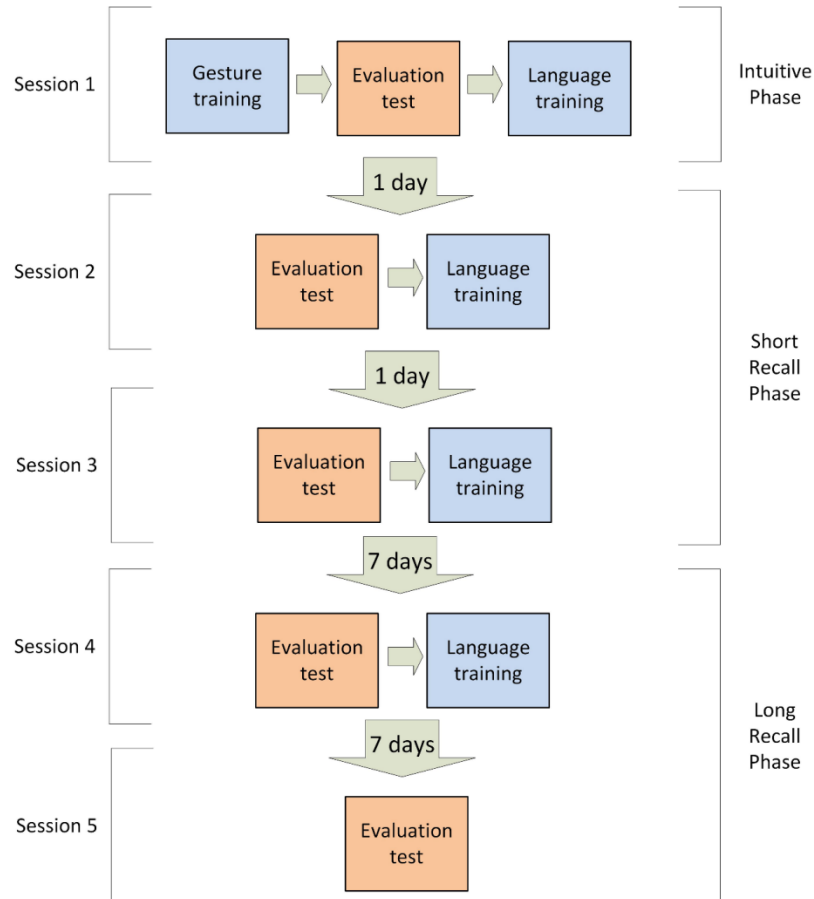 Session 1
Gesture
training
Evaluation
test
Language
training
Intuitive
Phase
1 day
Session 2
Evaluation
test
Language
training
1 day
Short
Recall
Phase
Session 3
Evaluation
test
Language
training
7 days
Session 4
Evaluation
test
Language
training
7 days
Long
Recall
Phase
Session 5
Evaluation
test